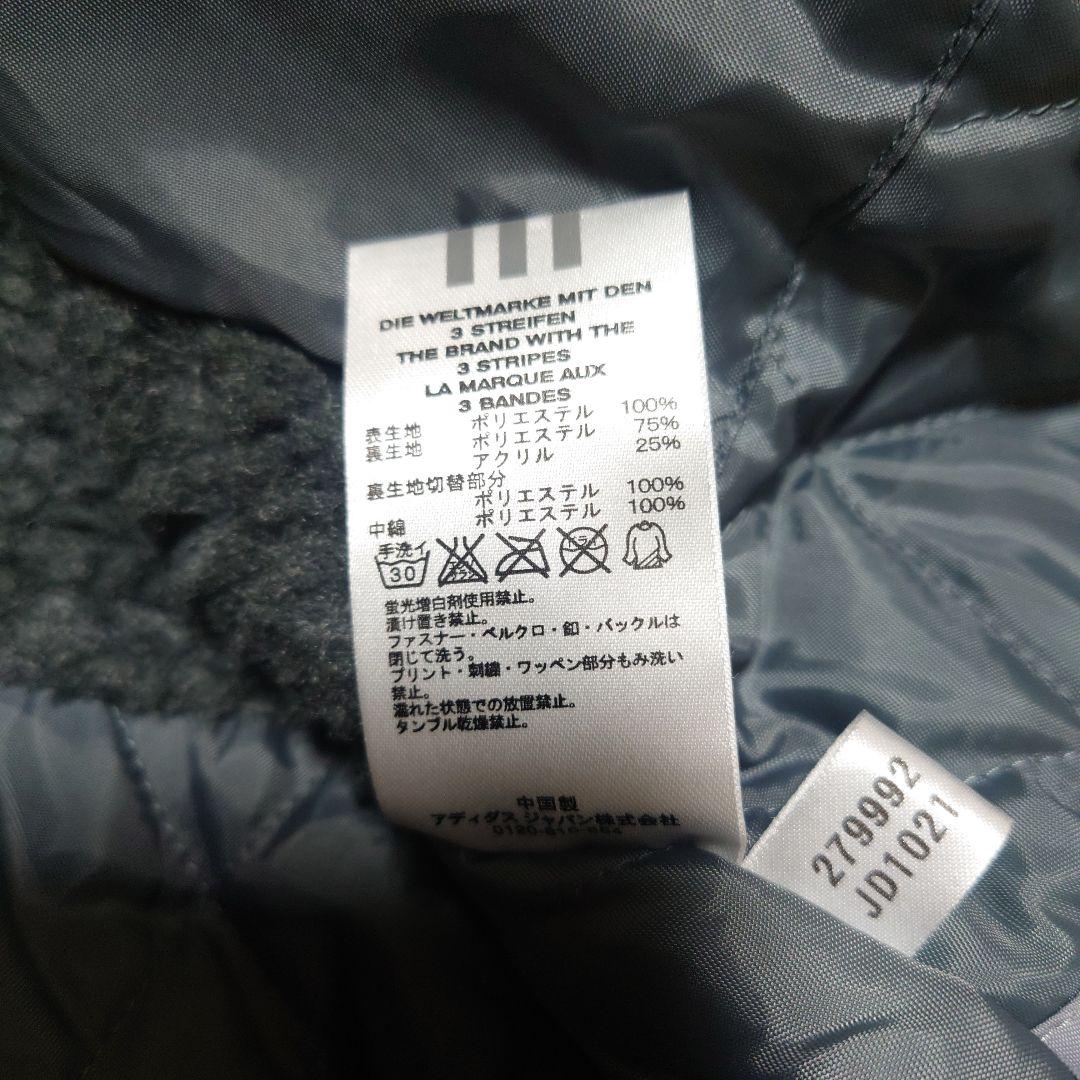 DIE WELTMARKE MIT DEN
3 STREIFEN
THE BRAND WITH THE
3 STRIPES
LA MARQUE AUX
3 BANDES
表生地 ポリエステル 100%
裏生地 ポリエステル 75%
アクリル 25%
裏生地切替部分
ポリエステル 100%
中綿 ポリエステル 100%
手洗イ
30
蛍光増白剤使用禁止。
漬け置き禁止。
ファスナー・ベルクロ・釦・バックルは
閉じて洗う。
プリント・刺繍・ワッペン部分もみ洗い
禁止。
濡れた状態での放置禁止。
タンブル乾燥禁止。
中国製
アディダス ジャパン株式会社
279992
JD1021